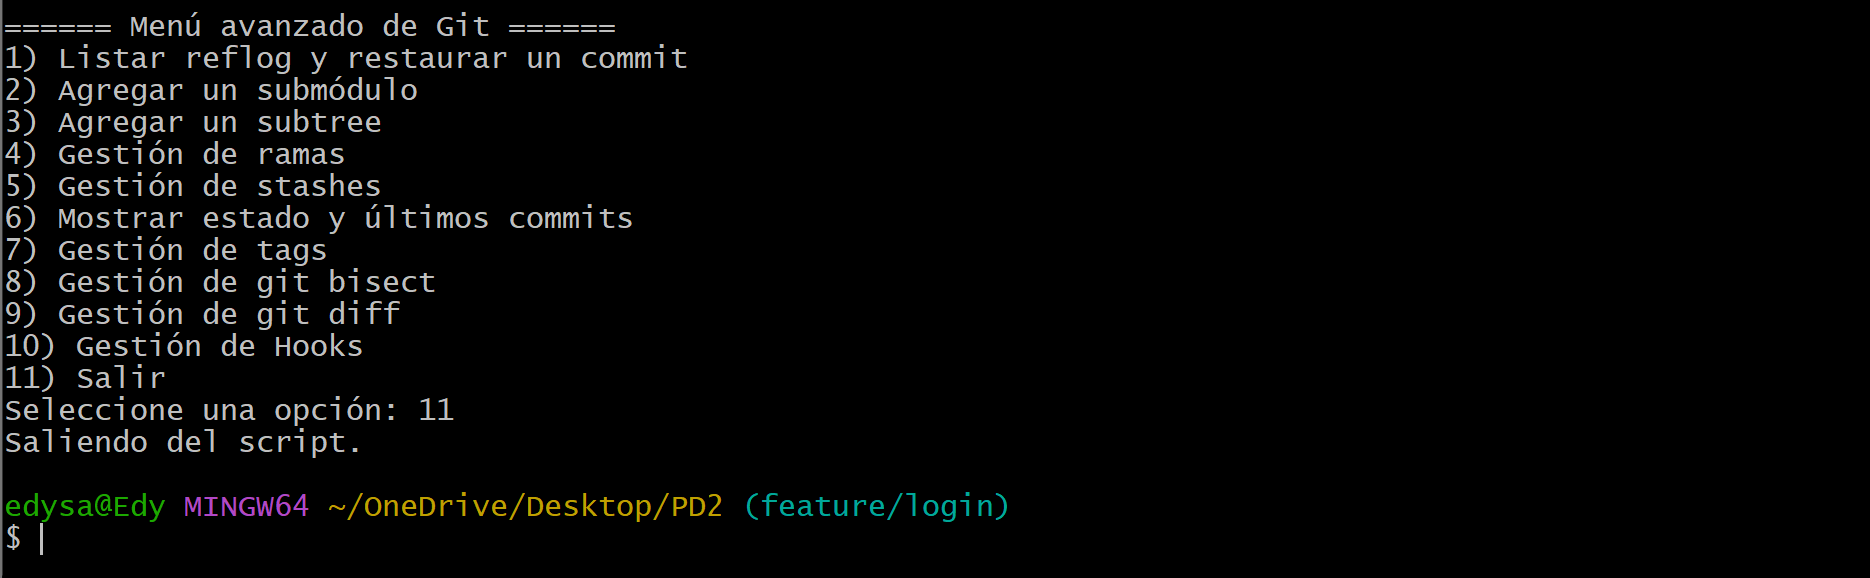 ====== Menú avanzado de Git ======
1) Listar reflog y restaurar un commit
2) Agregar un submódulo
3) Agregar un subtree
4) Gestión de ramas
5) Gestión de stashes
6) Mostrar estado y últimos commits
7) Gestión de tags
8) Gestión de git bisect
9) Gestión de git diff
10) Gestión de Hooks
11) Salir
Seleccione una opción: 11
Saliendo del script.
edysa@Edy MINGW64 ~/OneDrive/Desktop/PD2 (feature/login)
$